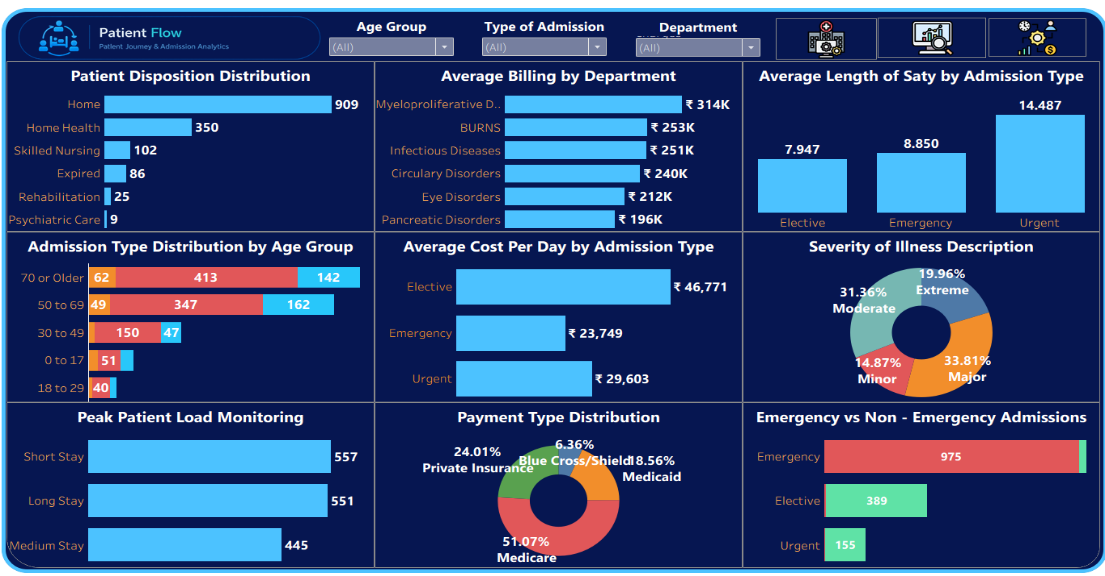 Patient Flow
Patient Journey & Admission Analytics
Age Group
(All)
Type of Admission
(All)
Department
(All)
Patient Disposition Distribution
Home 909
Home Health 350
Skilled Nursing 102
Expired 86
Rehabilitation 25
Psychiatric Care 9
Average Billing by Department
Myeloproliferative D.. ₹ 314K
BURNS ₹ 253K
Infectious Diseases ₹ 251K
Circulary Disorders ₹ 240K
Eye Disorders ₹ 212K
Pancreatic Disorders ₹ 196K
Average Length of Saty by Admission Type
7.947
8.850
14.487
Elective
Emergency
Urgent
Admission Type Distribution by Age Group
70 or Older 62 413 142
50 to 69 49 347 162
30 to 49 150 47
0 to 17 51
18 to 29 40
Average Cost Per Day by Admission Type
Elective ₹ 46,771
Emergency ₹ 23,749
Urgent ₹ 29,603
Severity of Illness Description
19.96%
Extreme
31.36%
Moderate
14.87%
Minor
33.81%
Major
Peak Patient Load Monitoring
Short Stay 557
Long Stay 551
Medium Stay 445
Payment Type Distribution
6.36%
Blue Cross/Shield
24.01%
Private Insurance
18.56%
Medicaid
51.07%
Medicare
Emergency vs Non - Emergency Admissions
Emergency 975
Elective 389
Urgent 155